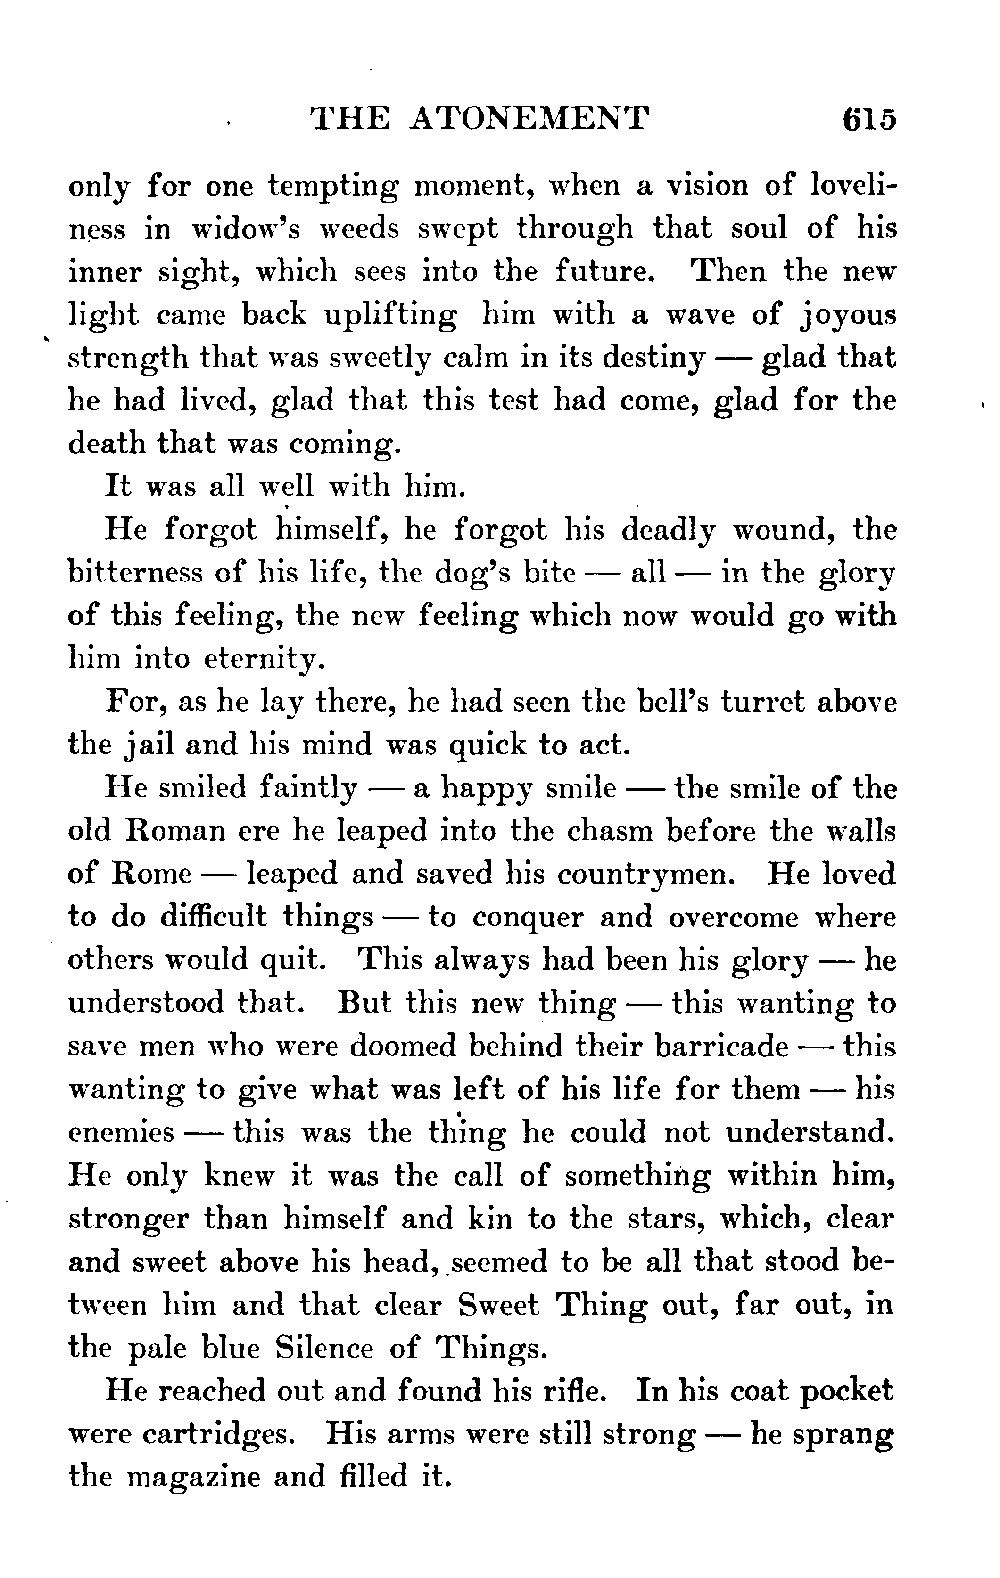 THE ATONEMENT 615
only for one tempting moment, when a vision of loveli-
ness in widow's weeds swept through that soul of his
inner sight, which sees into the future. Then the new
light came back uplifting him with a wave of joyous
strength that was sweetly calm in its destiny — glad that
he had lived, glad that this test had come, glad for the
death that was coming.
It was all well with him.
He forgot himself, he forgot his deadly wound, the
bitterness of his life, the dog's bite — all — in the glory
of this feeling, the new feeling which now would go with
him into eternity.
For, as he lay there, he had seen the bell's turret above
the jail and his mind was quick to act.
He smiled faintly — a happy smile — the smile of the
old Roman ere he leaped into the chasm before the walls
of Rome — leaped and saved his countrymen. He loved
to do difficult things — to conquer and overcome where
others would quit. This always had been his glory — he
understood that. But this new thing — this wanting to
save men who were doomed behind their barricade — this
wanting to give what was left of his life for them — his
enemies — this was the thing he could not understand.
He only knew it was the call of something within him,
stronger than himself and kin to the stars, which, clear
and sweet above his head, seemed to be all that stood be-
tween him and that clear Sweet Thing out, far out, in
the pale blue Silence of Things.
He reached out and found his rifle. In his coat pocket
were cartridges. His arms were still strong — he sprang
the magazine and filled it.